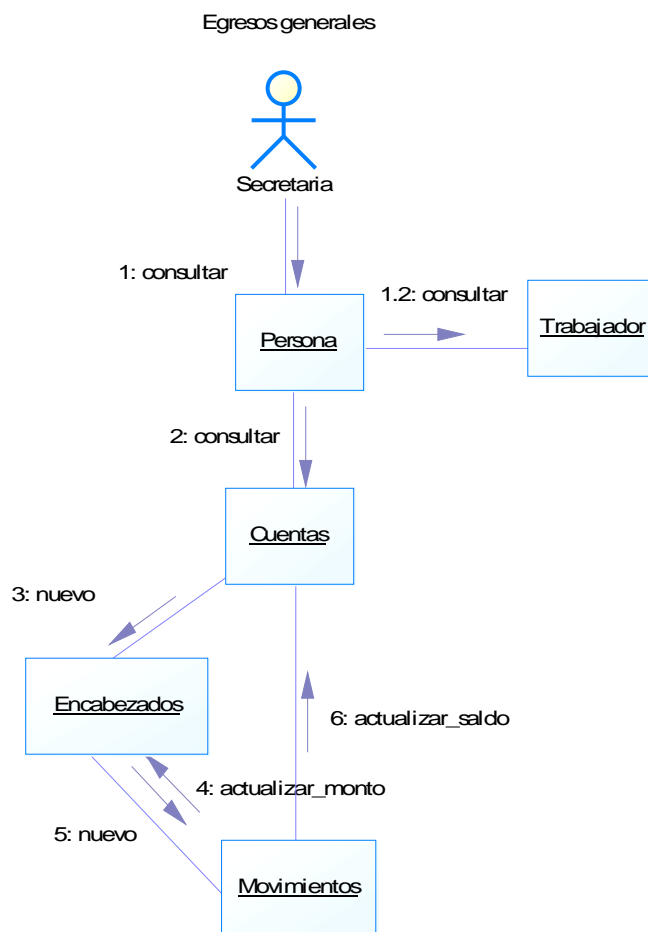 Egresos generales
Secretaria
1: consultar
1.2: consultar
Trabajador
Persona
2: consultar
Cuentas
3: nuevo
Encabezados
6: actualizar_saldo
4: actualizar_monto
5: nuevo
Movimientos